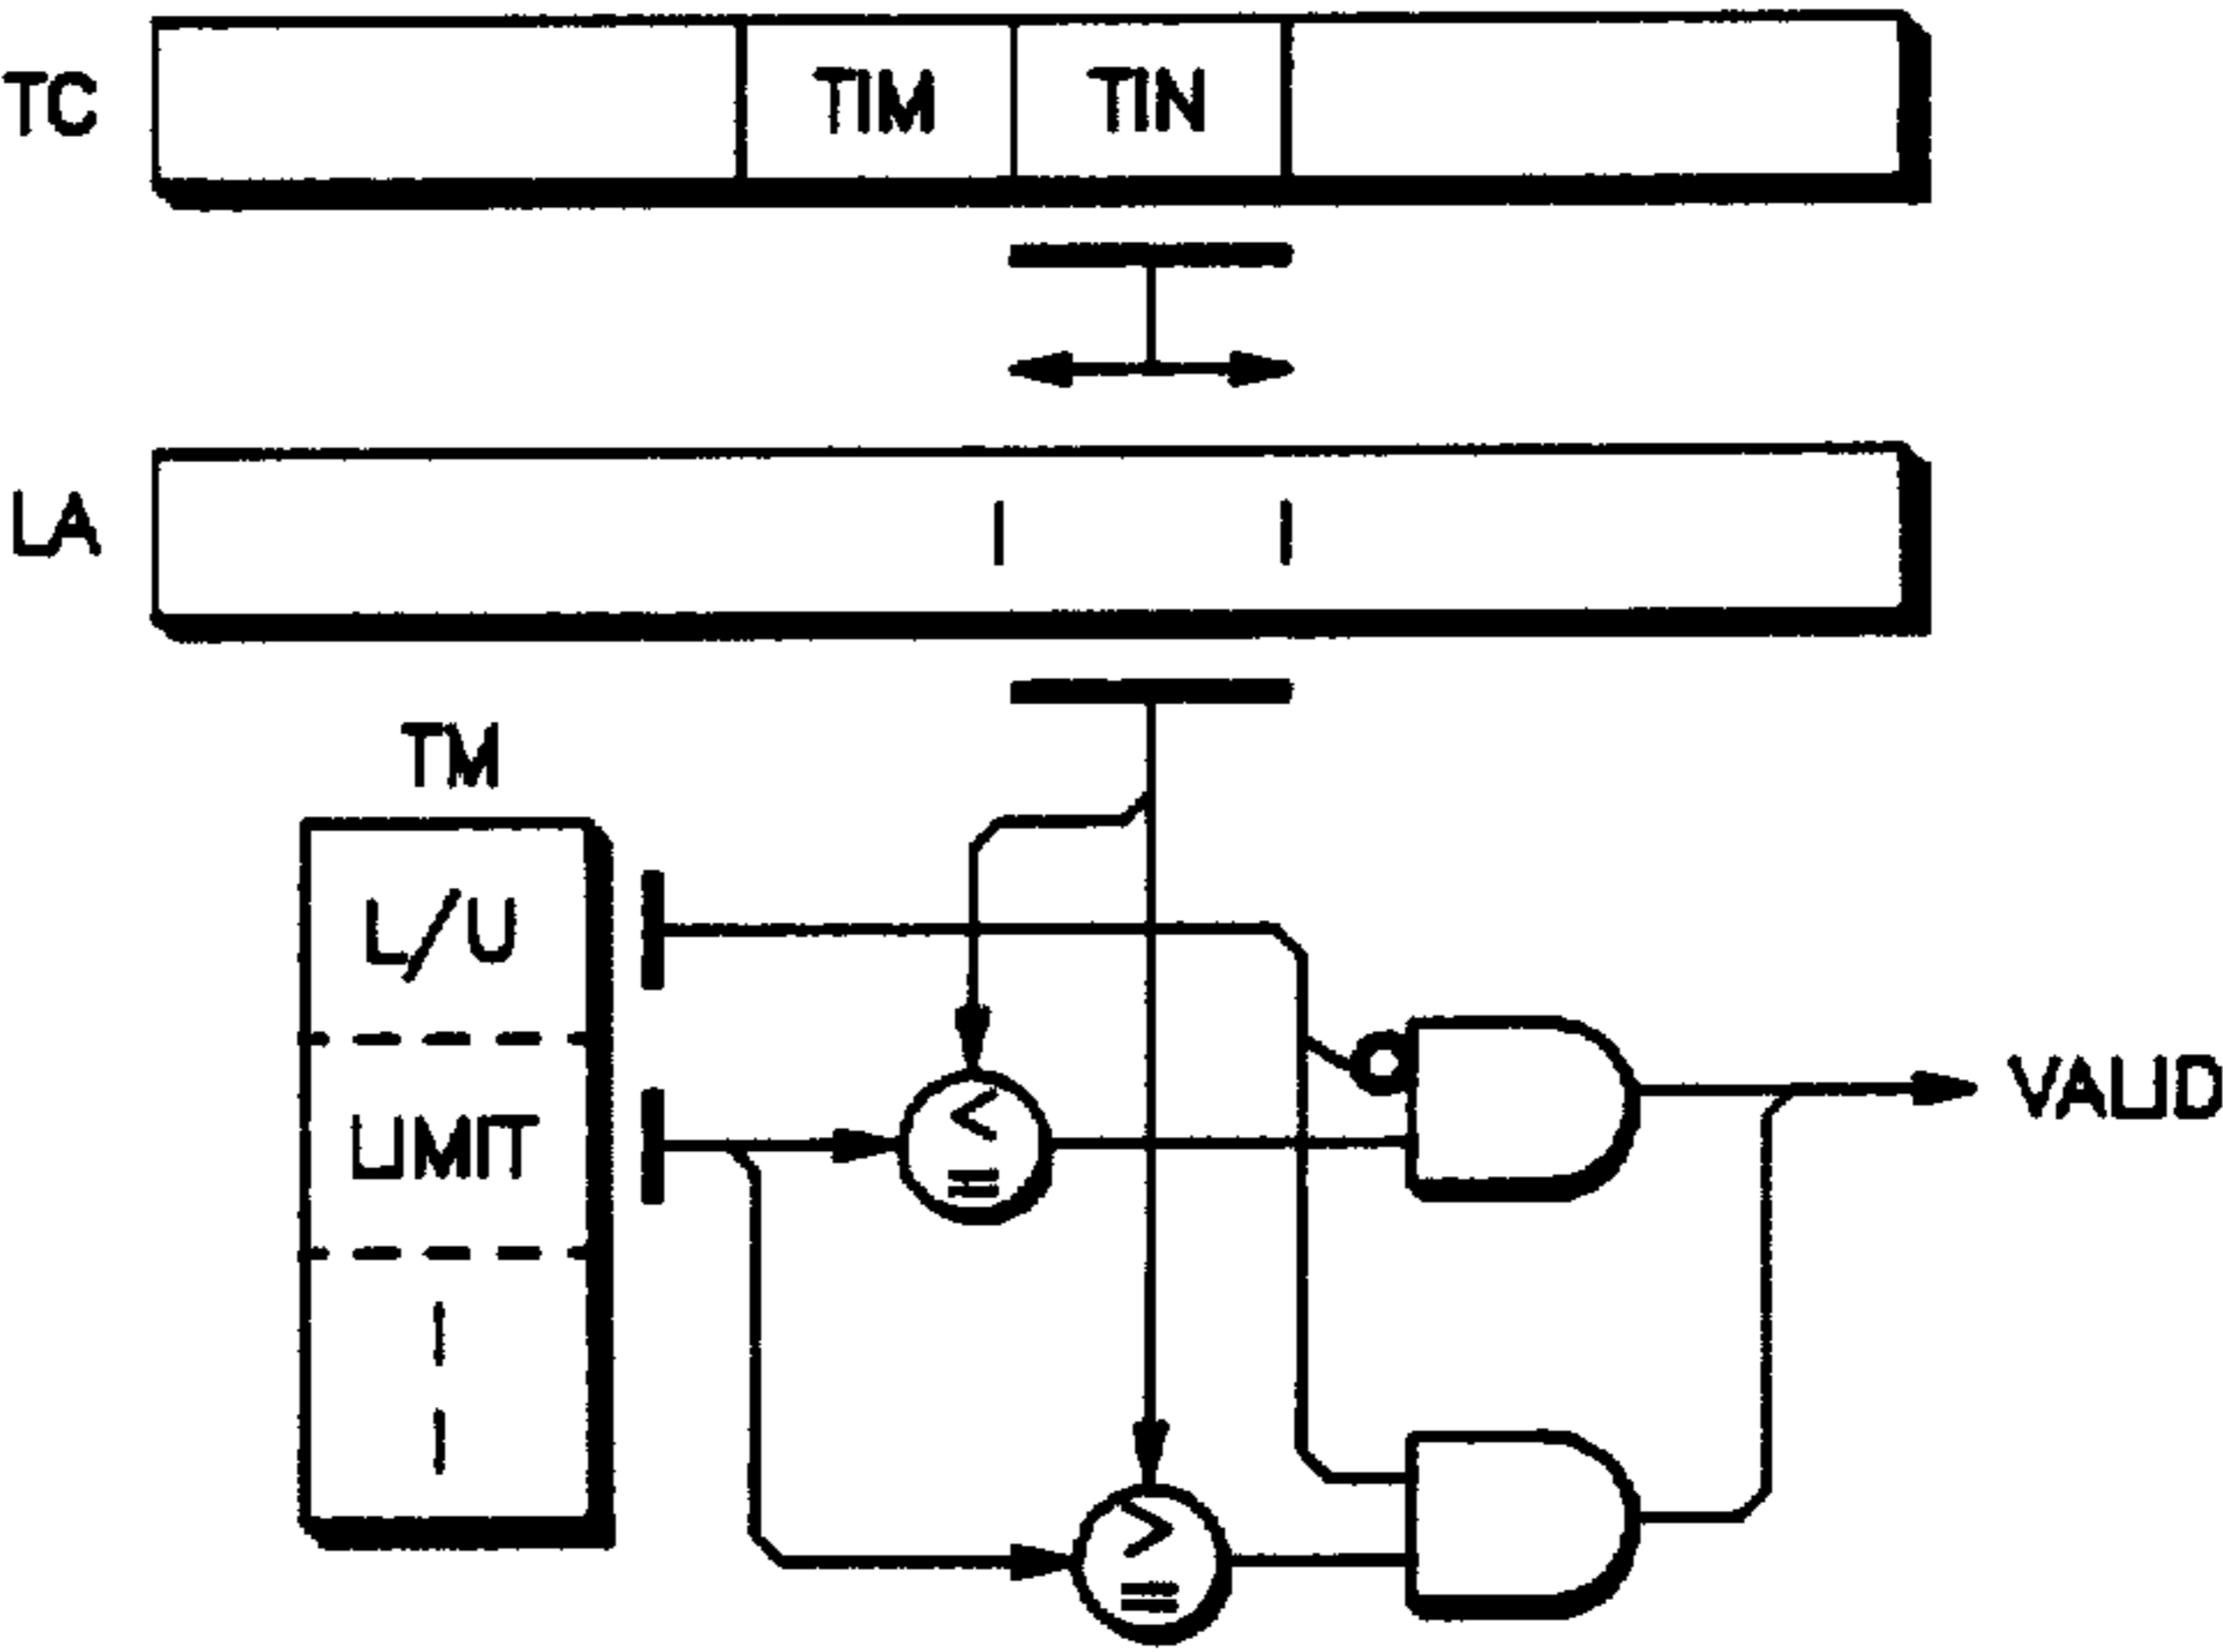 TC TIM TIN
LA
TM
L/U
LIMIT
<
=
VALID
>
=